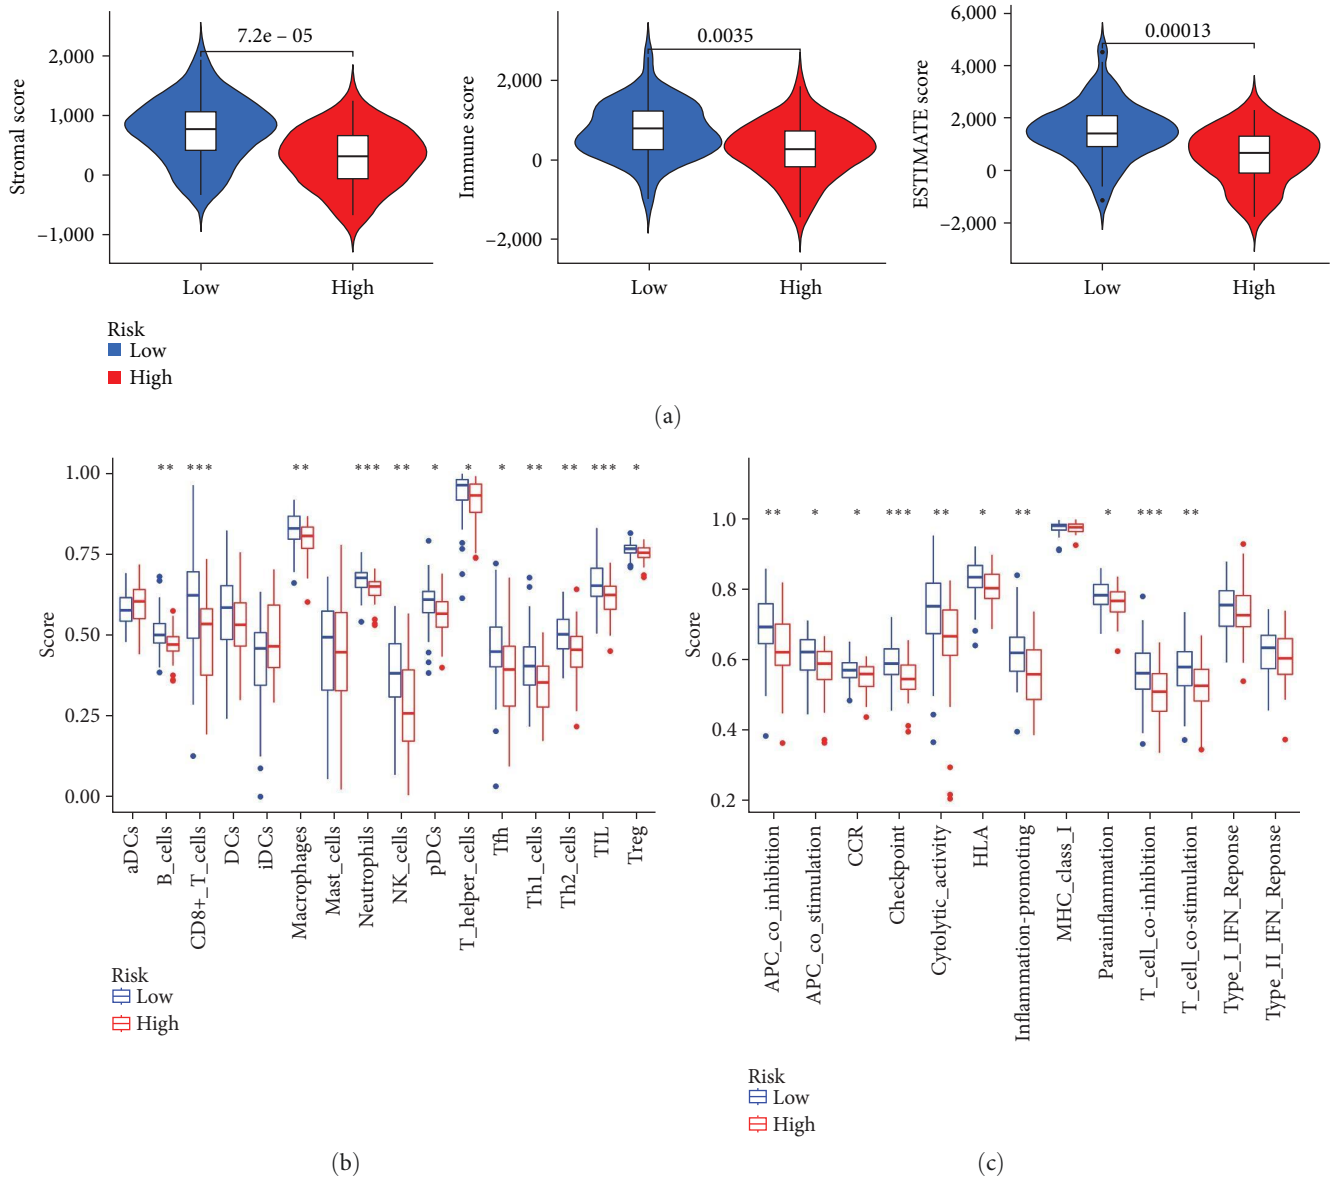 7.2e – 05
2,000
1,000
0
−1,000
Stromal score
Low
High
0.0035
2,000
0
−2,000
Immune score
Low
High
0.00013
6,000
4,000
2,000
0
−2,000
ESTIMATE score
Low
High
Risk
Low
High
(a)
** *** ** *** ** * * * ** ** *** *
1.00
0.75
0.50
0.25
0.00
Score
aDCs
B_cells
CD8+_T_cells
DCs
iDCs
Macrophages
Mast_cells
Neutrophils
NK_cells
pDCs
T_helper_cells
Tfh
Th1_cells
Th2_cells
TIL
Treg
Risk
Low
High
(b)
** * * *** ** * ** * *** **
1.0
0.8
0.6
0.4
0.2
Score
APC_co_inhibition
APC_co_stimulation
CCR
Checkpoint
Cytolytic_activity
HLA
Inflammation-promoting
MHC_class_I
Parainflammation
T_cell_co-inhibition
T_cell_co-stimulation
Type_I_IFN_Reponse
Type_II_IFN_Reponse
Risk
Low
High
(c)